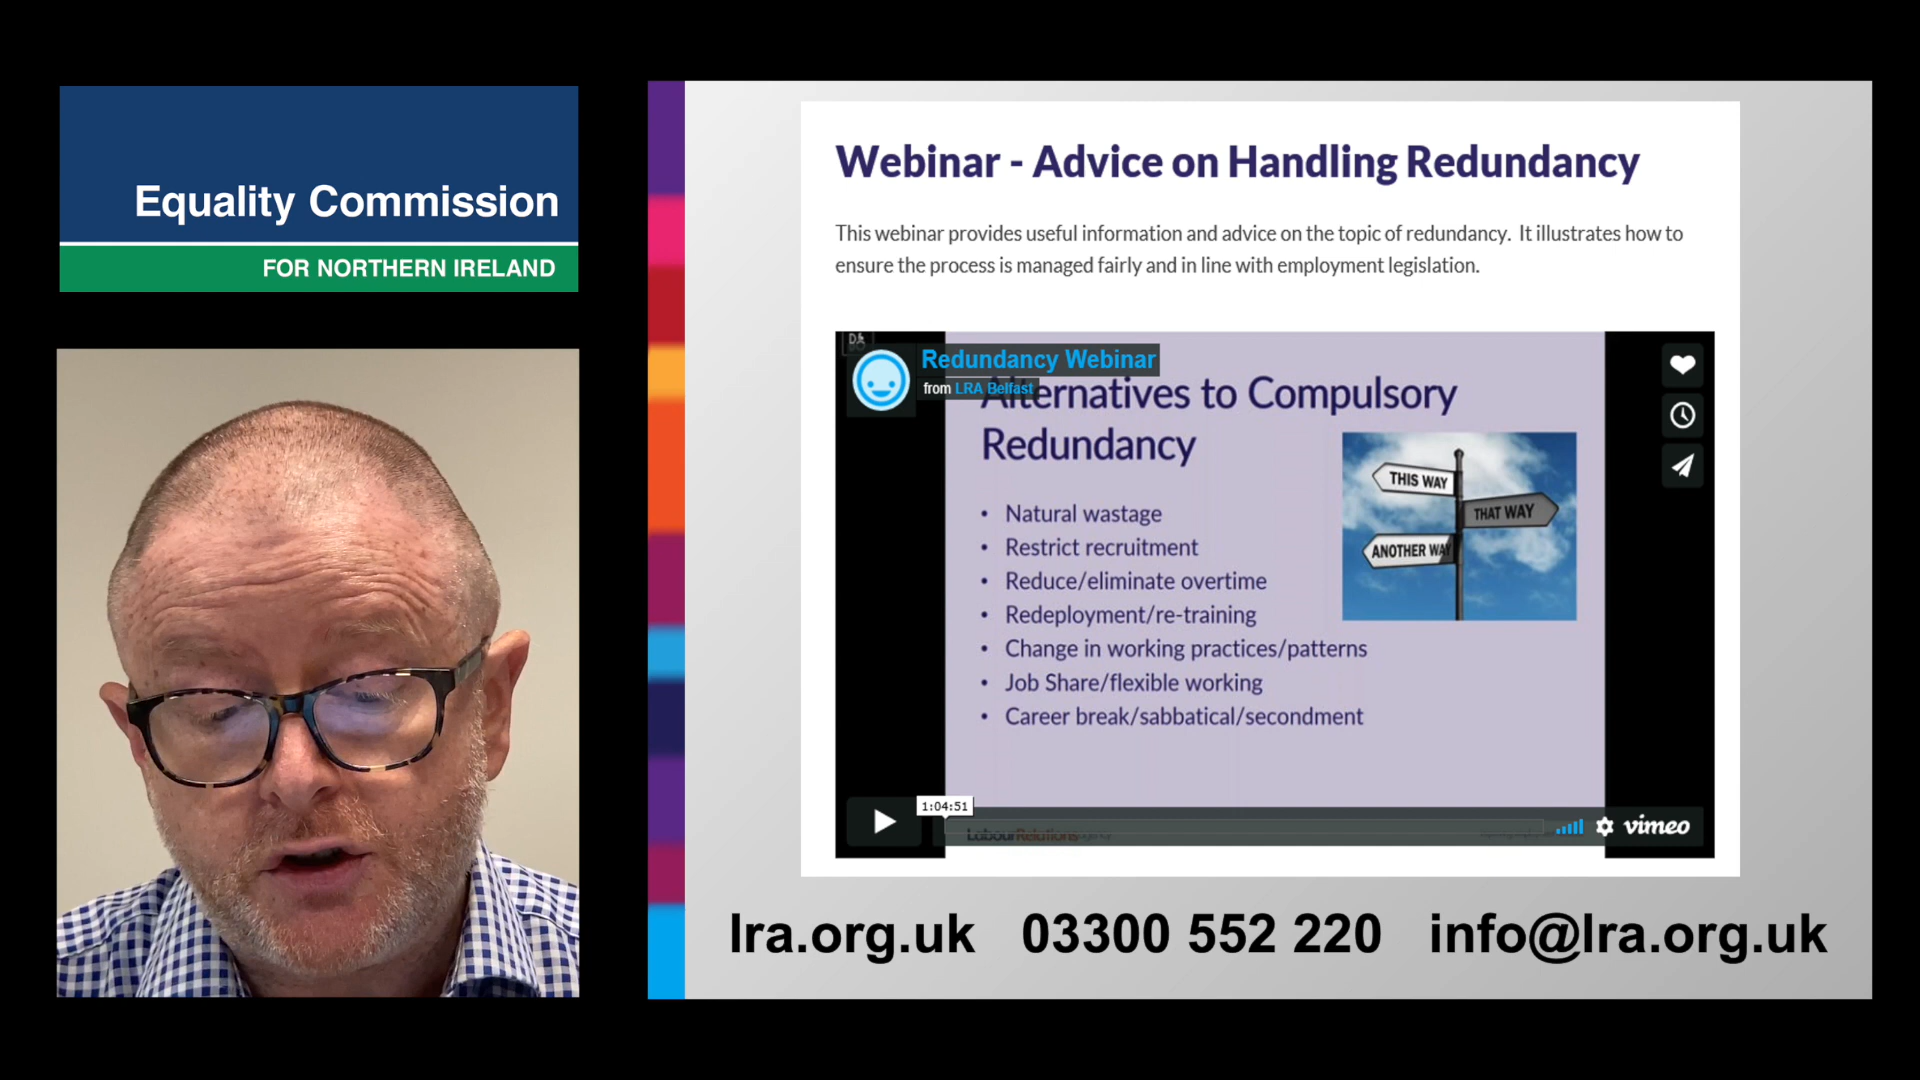 Equality Commission
FOR NORTHERN IRELAND
Webinar - Advice on Handling Redundancy
This webinar provides useful information and advice on the topic of redundancy. It illustrates how to
ensure the process is managed fairly and in line with employment legislation.
Redundancy Webinar
from LRA Belfast
Alternatives to Compulsory
Redundancy
THIS WAY
THAT WAY
ANOTHER WAY
• Natural wastage
• Restrict recruitment
• Reduce/eliminate overtime
• Redeployment/re-training
• Change in working practices/patterns
• Job Share/flexible working
• Career break/sabbatical/secondment
1:04:51
LabourRelations
vimeo
lra.org.uk 03300 552 220 info@lra.org.uk